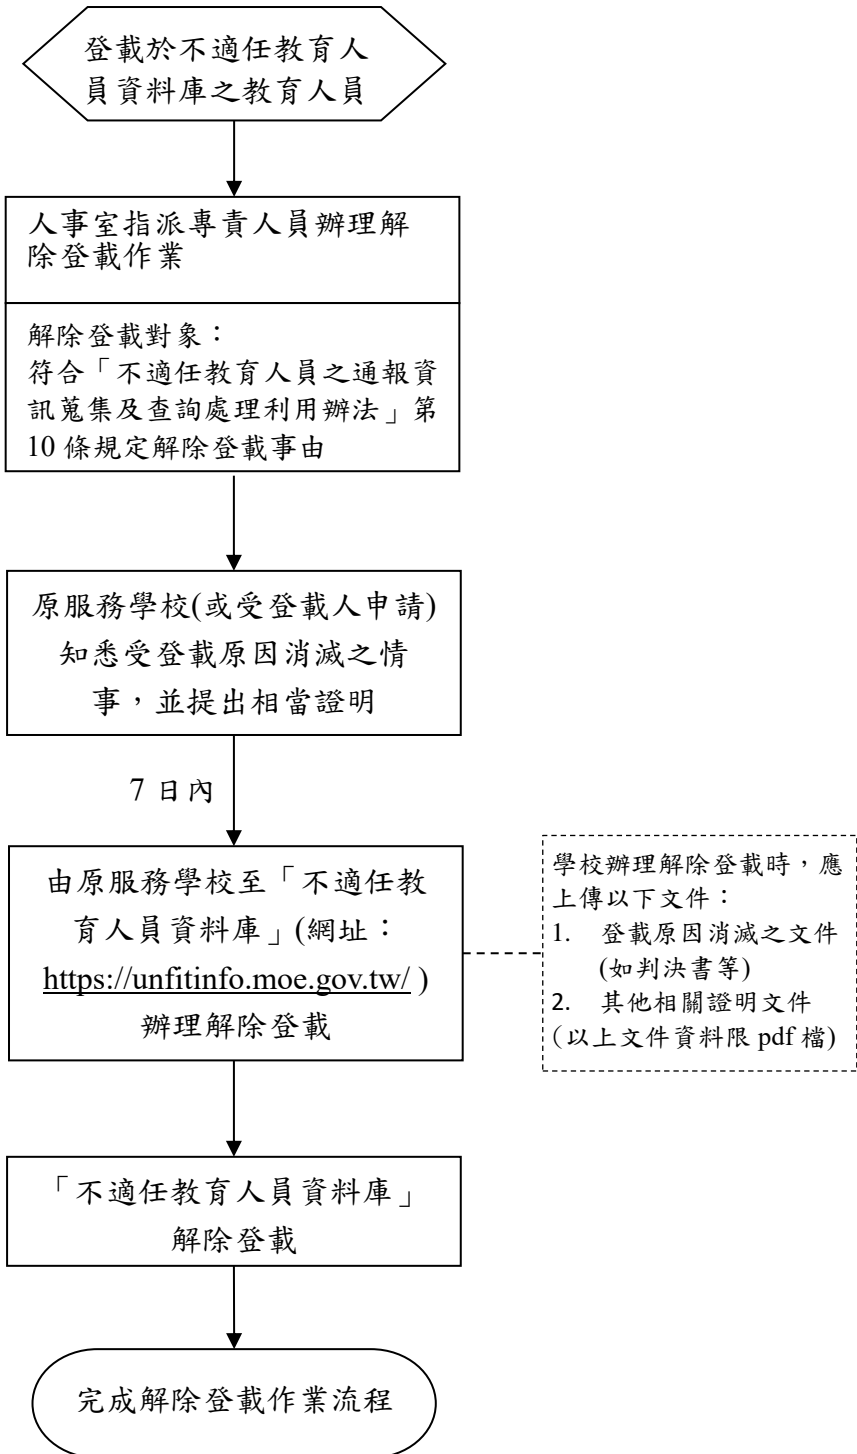 登載於不適任教育人
員資料庫之教育人員
人事室指派專責人員辦理解
除登載作業
解除登載對象：
符合「不適任教育人員之通報資
訊蒐集及查詢處理利用辦法」第
10 條規定解除登載事由
原服務學校(或受登載人申請)
知悉受登載原因消滅之情
事，並提出相當證明
7 日內
由原服務學校至「不適任教
育人員資料庫」(網址：
https://unfitinfo.moe.gov.tw/ )
辦理解除登載
學校辦理解除登載時，應
上傳以下文件：
1. 登載原因消滅之文件
(如判決書等)
2. 其他相關證明文件
(以上文件資料限 pdf 檔)
「不適任教育人員資料庫」
解除登載
完成解除登載作業流程